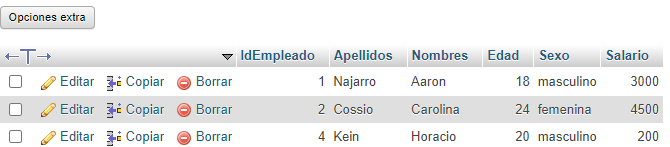 Opciones extra
IdEmpleado Apellidos Nombres Edad Sexo Salario
Editar Copiar Borrar 1 Najarro Aaron 18 masculino 3000
Editar Copiar Borrar 2 Cossio Carolina 24 femenina 4500
Editar Copiar Borrar 4 Kein Horacio 20 masculino 200